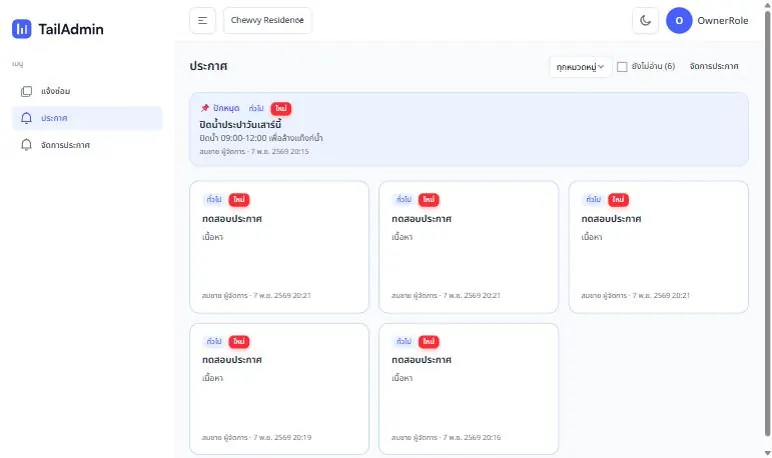 TailAdmin
Chewvy Residence
O
OwnerRole
เมนู
แจ้งซ่อม
ประกาศ
จัดการประกาศ
ประกาศ
ทุกหมวดหมู่
ยังไม่อ่าน (6)
จัดการประกาศ
📌 ปักหมุด ทั่วไป ใหม่
ปิดน้ำประปาวันเสาร์นี้
ปิดน้ำ 09:00-12:00 เพื่อล้างแท็งก์น้ำ
สมชาย ผู้จัดการ · 7 พ.ย. 2569 20:15
ทั่วไป ใหม่
ทดสอบประกาศ
เนื้อหา
สมชาย ผู้จัดการ · 7 พ.ย. 2569 20:21
ทั่วไป ใหม่
ทดสอบประกาศ
เนื้อหา
สมชาย ผู้จัดการ · 7 พ.ย. 2569 20:21
ทั่วไป ใหม่
ทดสอบประกาศ
เนื้อหา
สมชาย ผู้จัดการ · 7 พ.ย. 2569 20:21
ทั่วไป ใหม่
ทดสอบประกาศ
เนื้อหา
สมชาย ผู้จัดการ · 7 พ.ย. 2569 20:19
ทั่วไป ใหม่
ทดสอบประกาศ
เนื้อหา
สมชาย ผู้จัดการ · 7 พ.ย. 2569 20:16